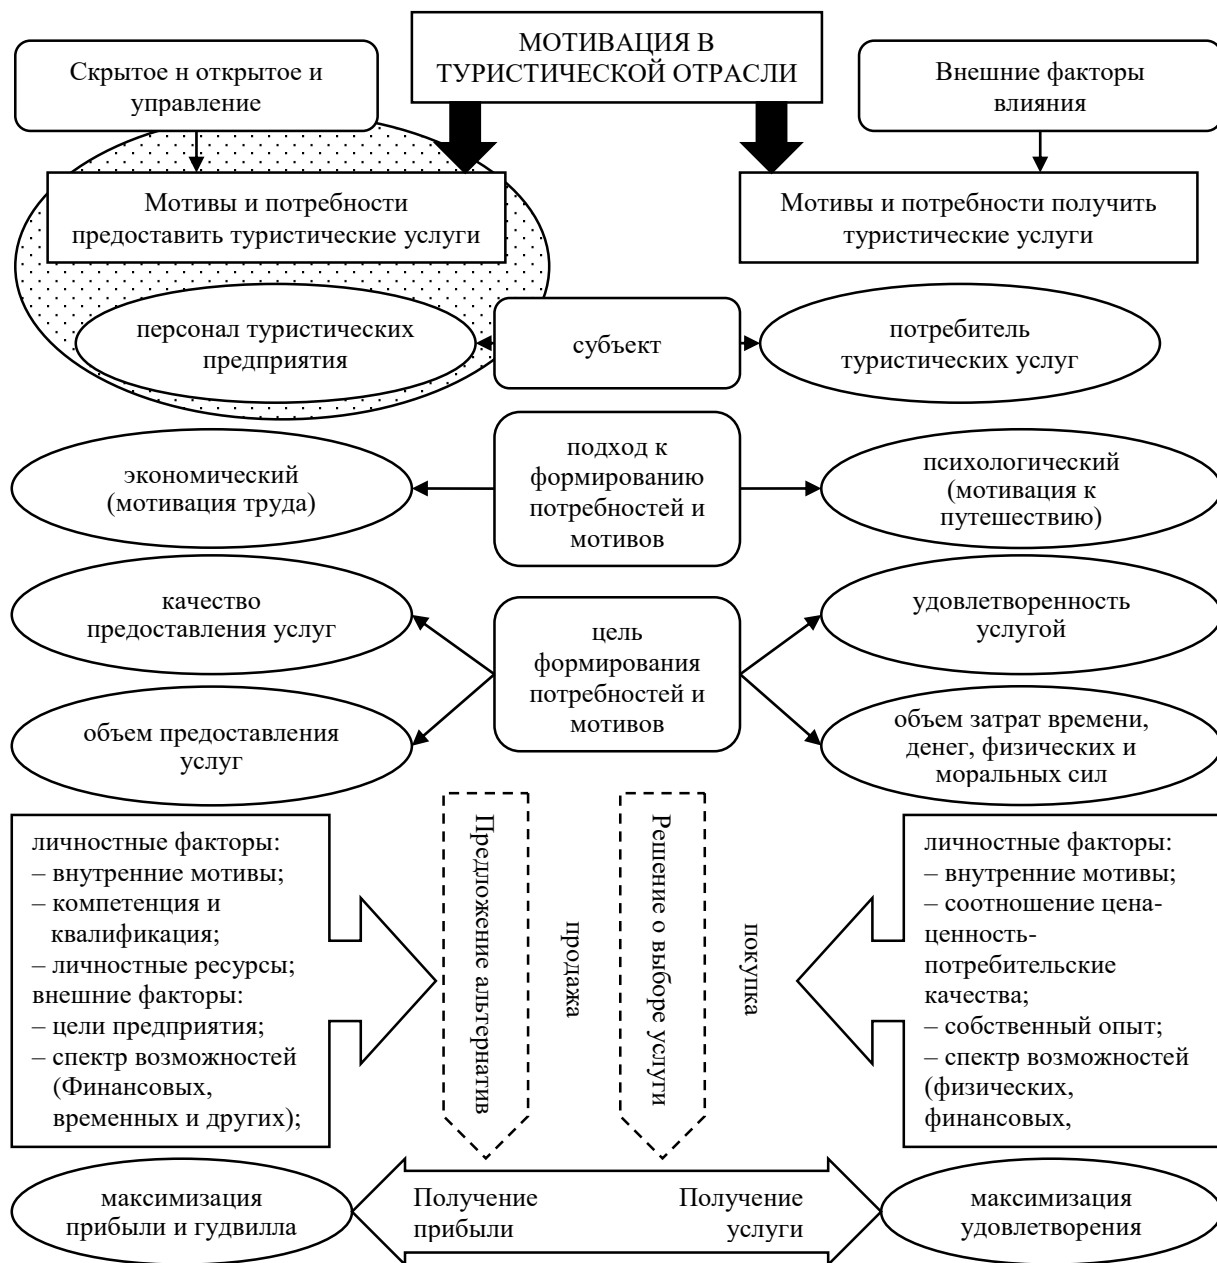 МОТИВАЦИЯ В
ТУРИСТИЧЕСКОЙ ОТРАСЛИ
Скрытое н открытое и
управление
Внешние факторы
влияния
Мотивы и потребности
предоставить туристические услуги
Мотивы и потребности получить
туристические услуги
персонал туристических
предприятия
субъект
потребитель
туристических услуг
экономический
(мотивация труда)
подход к
формированию
потребностей и
мотивов
психологический
(мотивация к
путешествию)
качество
предоставления услуг
цель
формирования
потребностей и
мотивов
удовлетворенность
услугой
объем предоставления
услуг
объем затрат времени,
денег, физических и
моральных сил
личностные факторы:
– внутренние мотивы;
– компетенция и
квалификация;
– личностные ресурсы;
внешние факторы:
– цели предприятия;
– спектр возможностей
(Финансовых,
временных и других);
Предложение альтернатив
продажа
Решение о выборе услуги
покупка
личностные факторы:
– внутренние мотивы;
– соотношение цена-
ценность-
потребительские
качества;
– собственный опыт;
– спектр возможностей
(физических,
финансовых,
максимизация
прибыли и гудвилла
Получение
прибыли
Получение
услуги
максимизация
удовлетворения